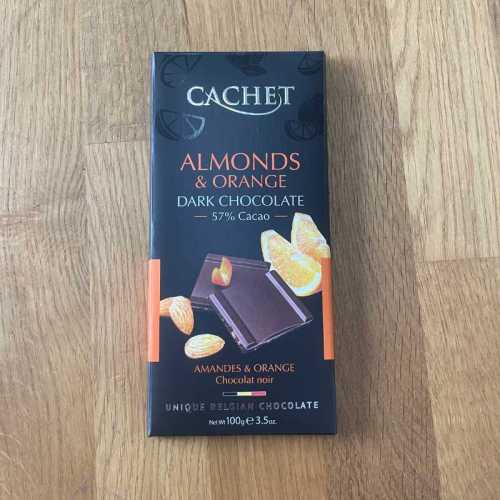 CACHET
ALMONDS
& ORANGE
DARK CHOCOLATE
57% Cacao
AMANDES & ORANGE
Chocolat noir
UNIQUE BELGIAN CHOCOLATE
Net Wt 100g e 3.5oz.